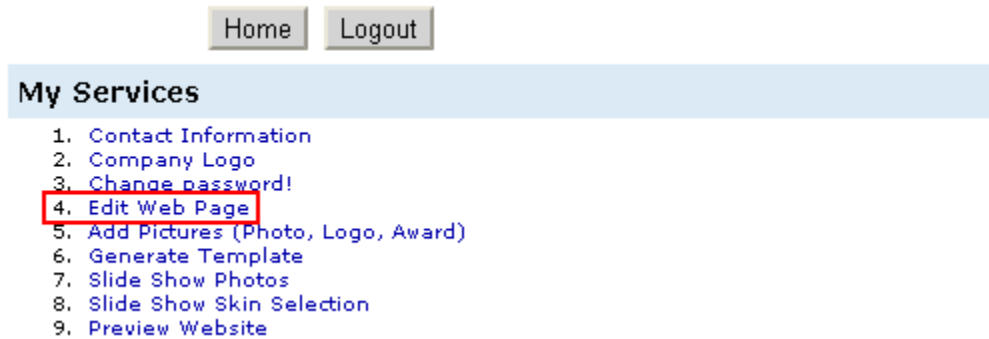 Home Logout
My Services
1. Contact Information
2. Company Logo
3. Change password!
4. Edit Web Page
5. Add Pictures (Photo, Logo, Award)
6. Generate Template
7. Slide Show Photos
8. Slide Show Skin Selection
9. Preview Website